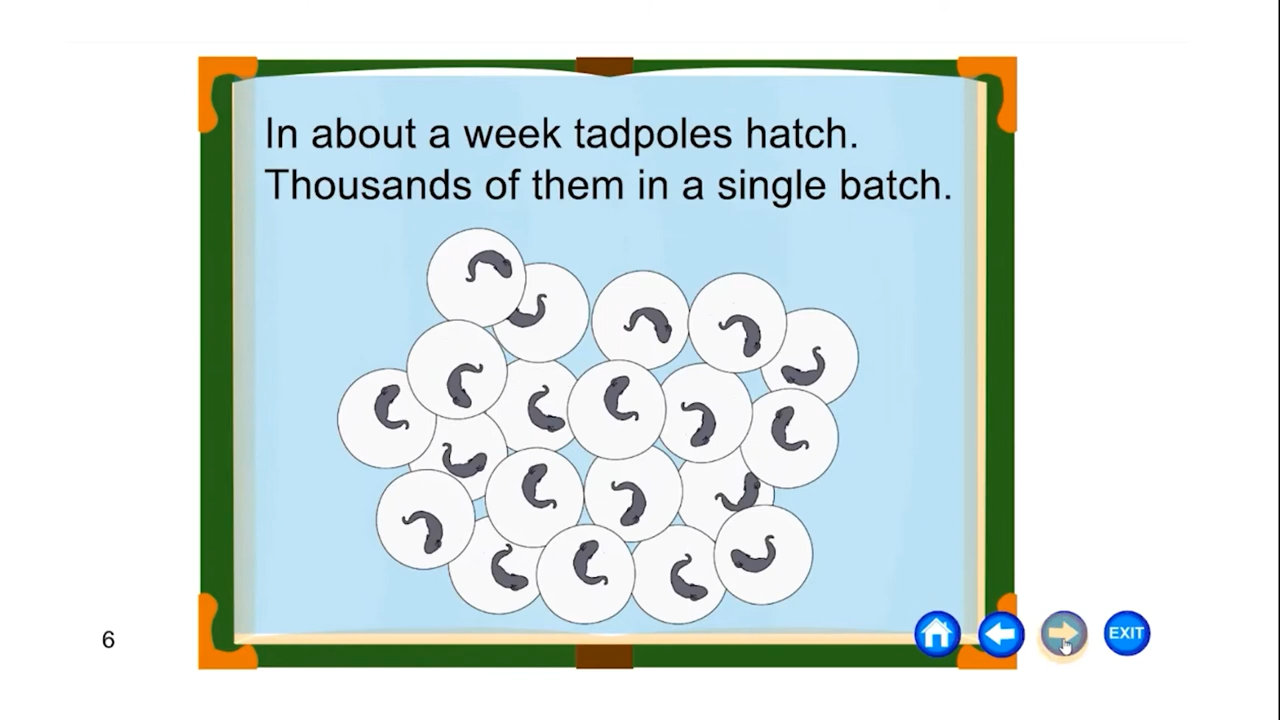 In about a week tadpoles hatch.
Thousands of them in a single batch.
6
EXIT